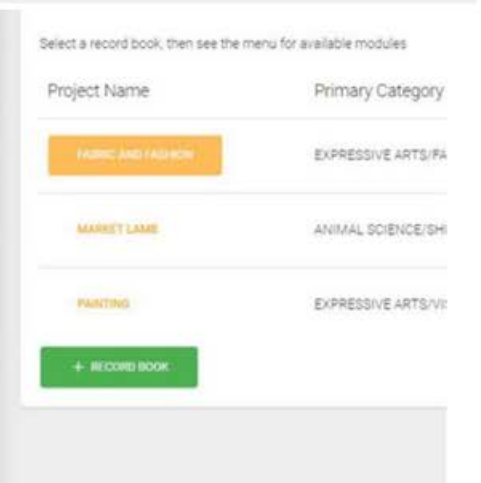 Select a record book, then see the menu for available modules
Project Name Primary Category
FABRIC AND FASHION EXPRESSIVE ARTS/FA
MARKET LAMB ANIMAL SCIENCE/SH
PAINTING EXPRESSIVE ARTS/VI
+ RECORD BOOK